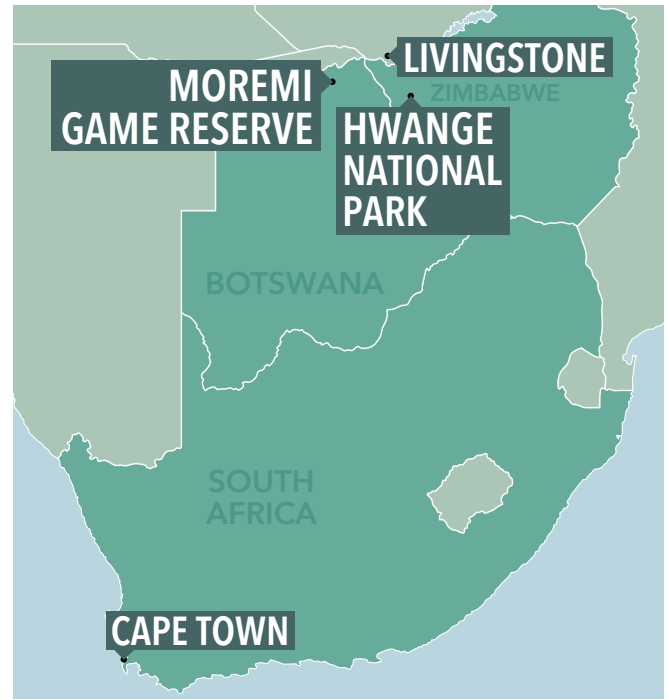 LIVINGSTONE
MOREMI
GAME RESERVE
ZIMBABWE
HWANGE
NATIONAL
PARK
BOTSWANA
SOUTH
AFRICA
CAPE TOWN